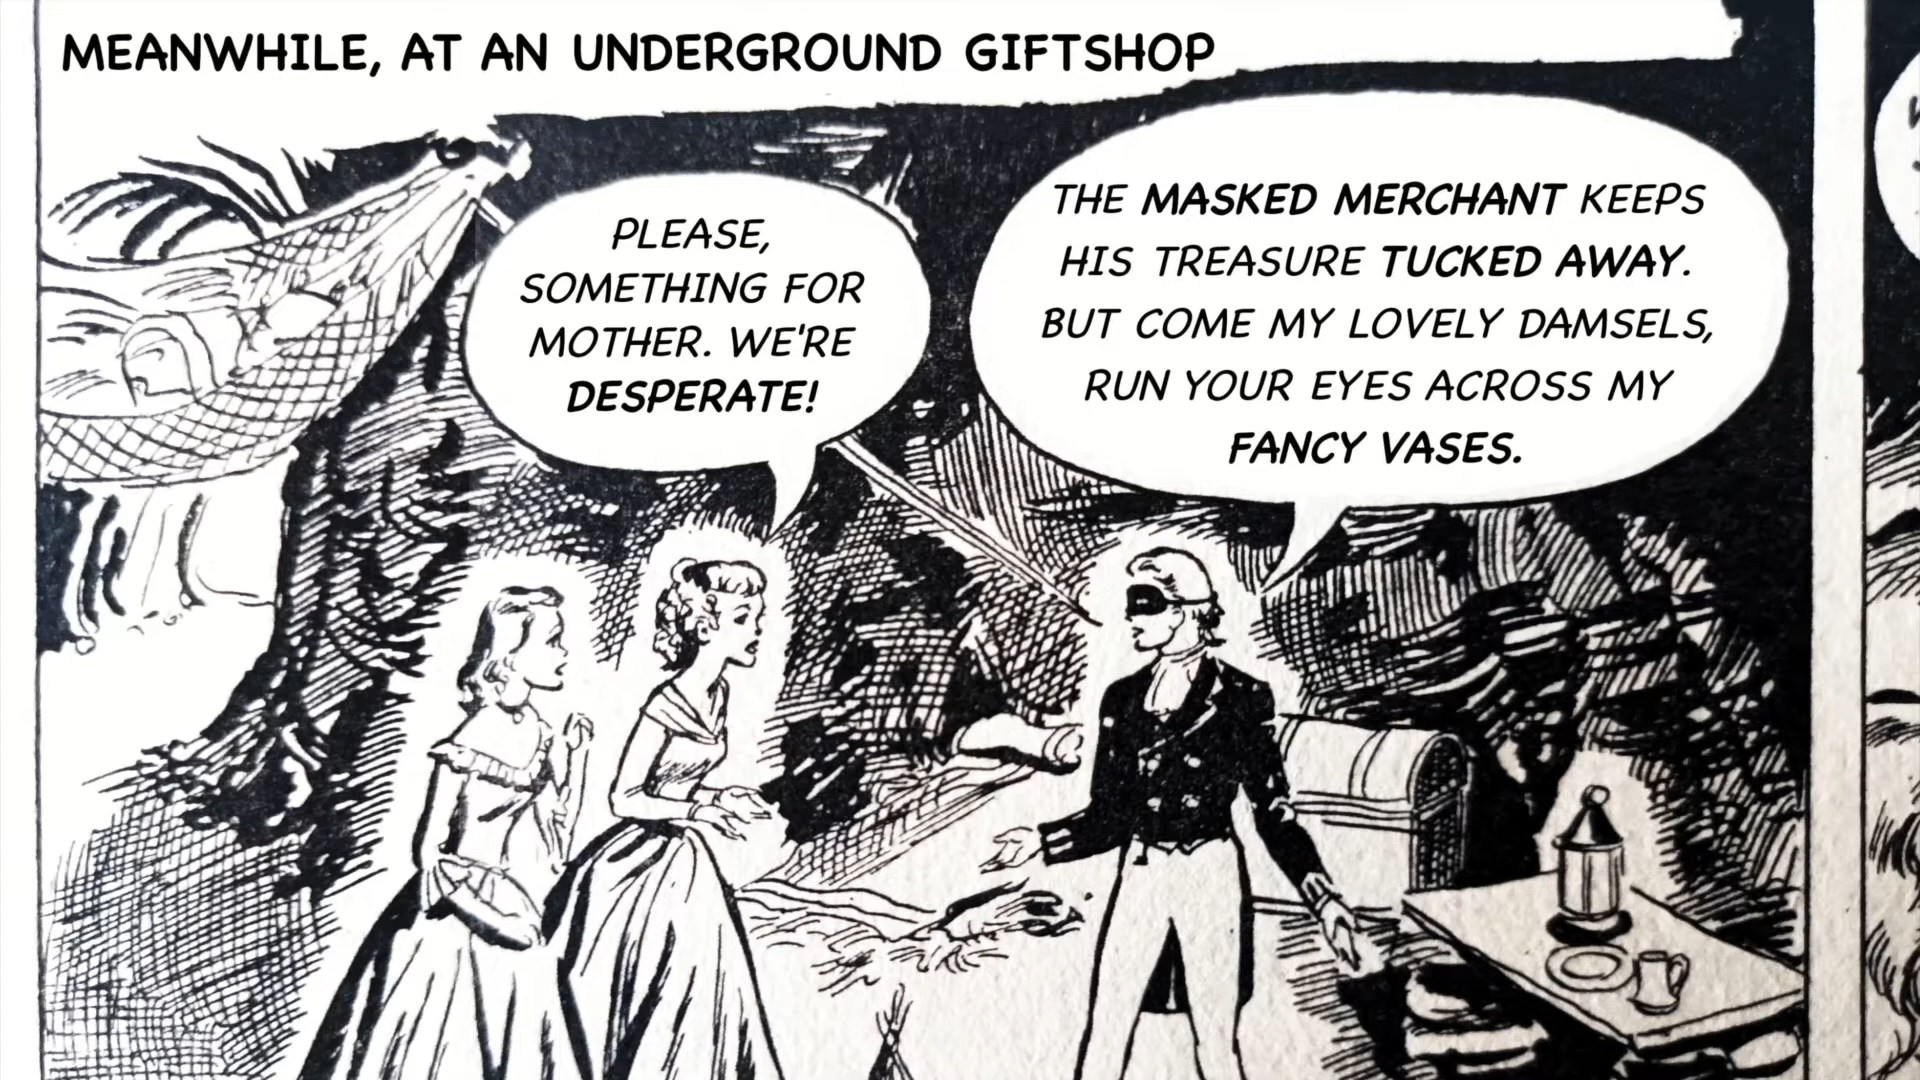 MEANWHILE, AT AN UNDERGROUND GIFTSHOP
PLEASE,
SOMETHING FOR
MOTHER. WE'RE
DESPERATE!
THE MASKED MERCHANT KEEPS
HIS TREASURE TUCKED AWAY.
BUT COME MY LOVELY DAMSELS,
RUN YOUR EYES ACROSS MY
FANCY VASES.